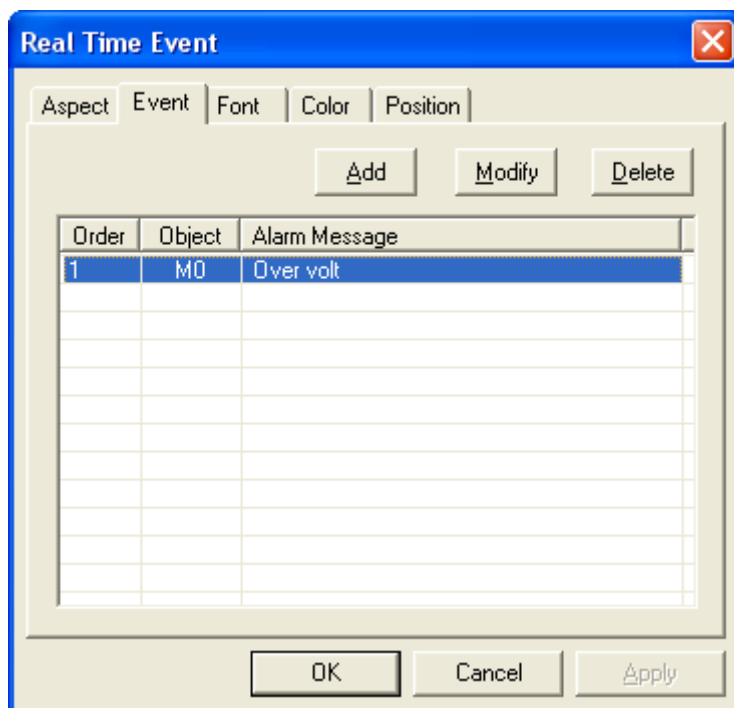 Real Time Event
Aspect Event Font Color Position
Add Modify Delete
Order Object Alarm Message
1 M0 Over volt
OK Cancel Apply